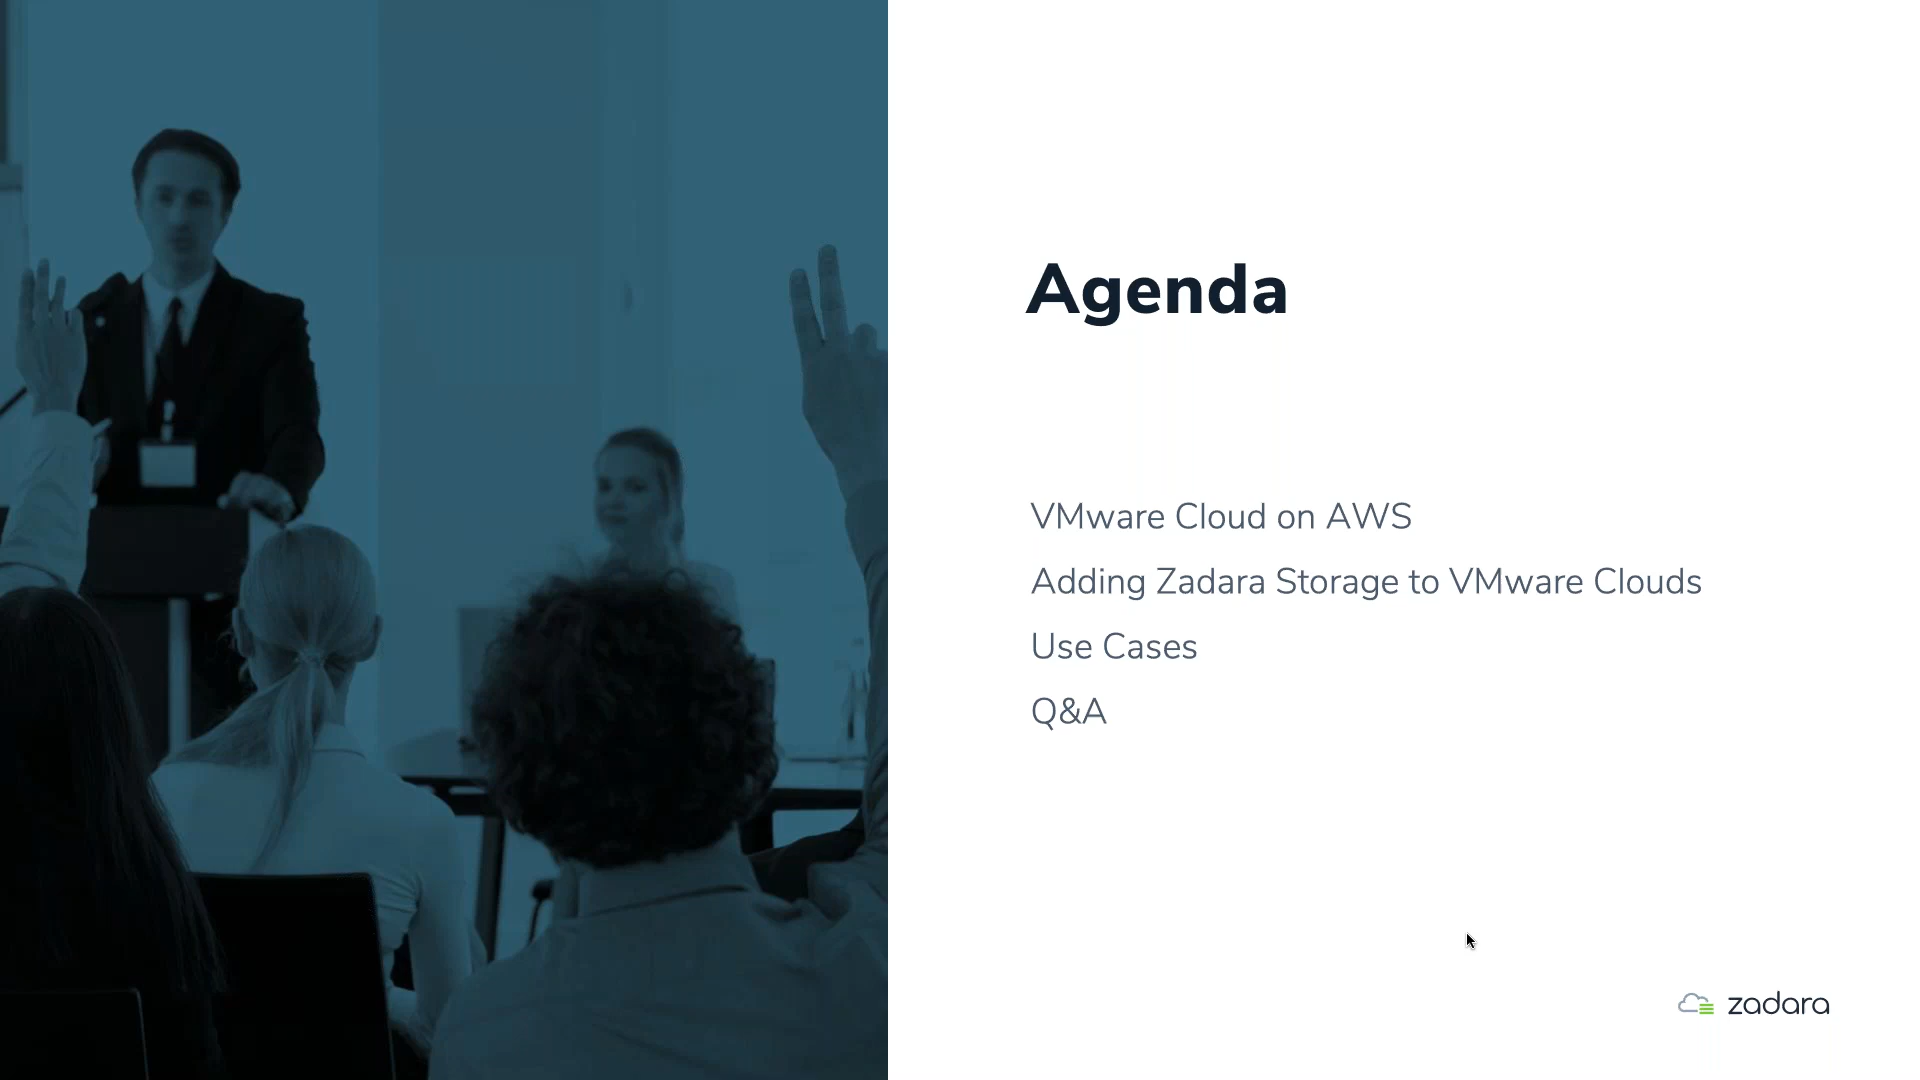 Agenda
VMware Cloud on AWS
Adding Zadara Storage to VMware Clouds
Use Cases
Q&A
zadara